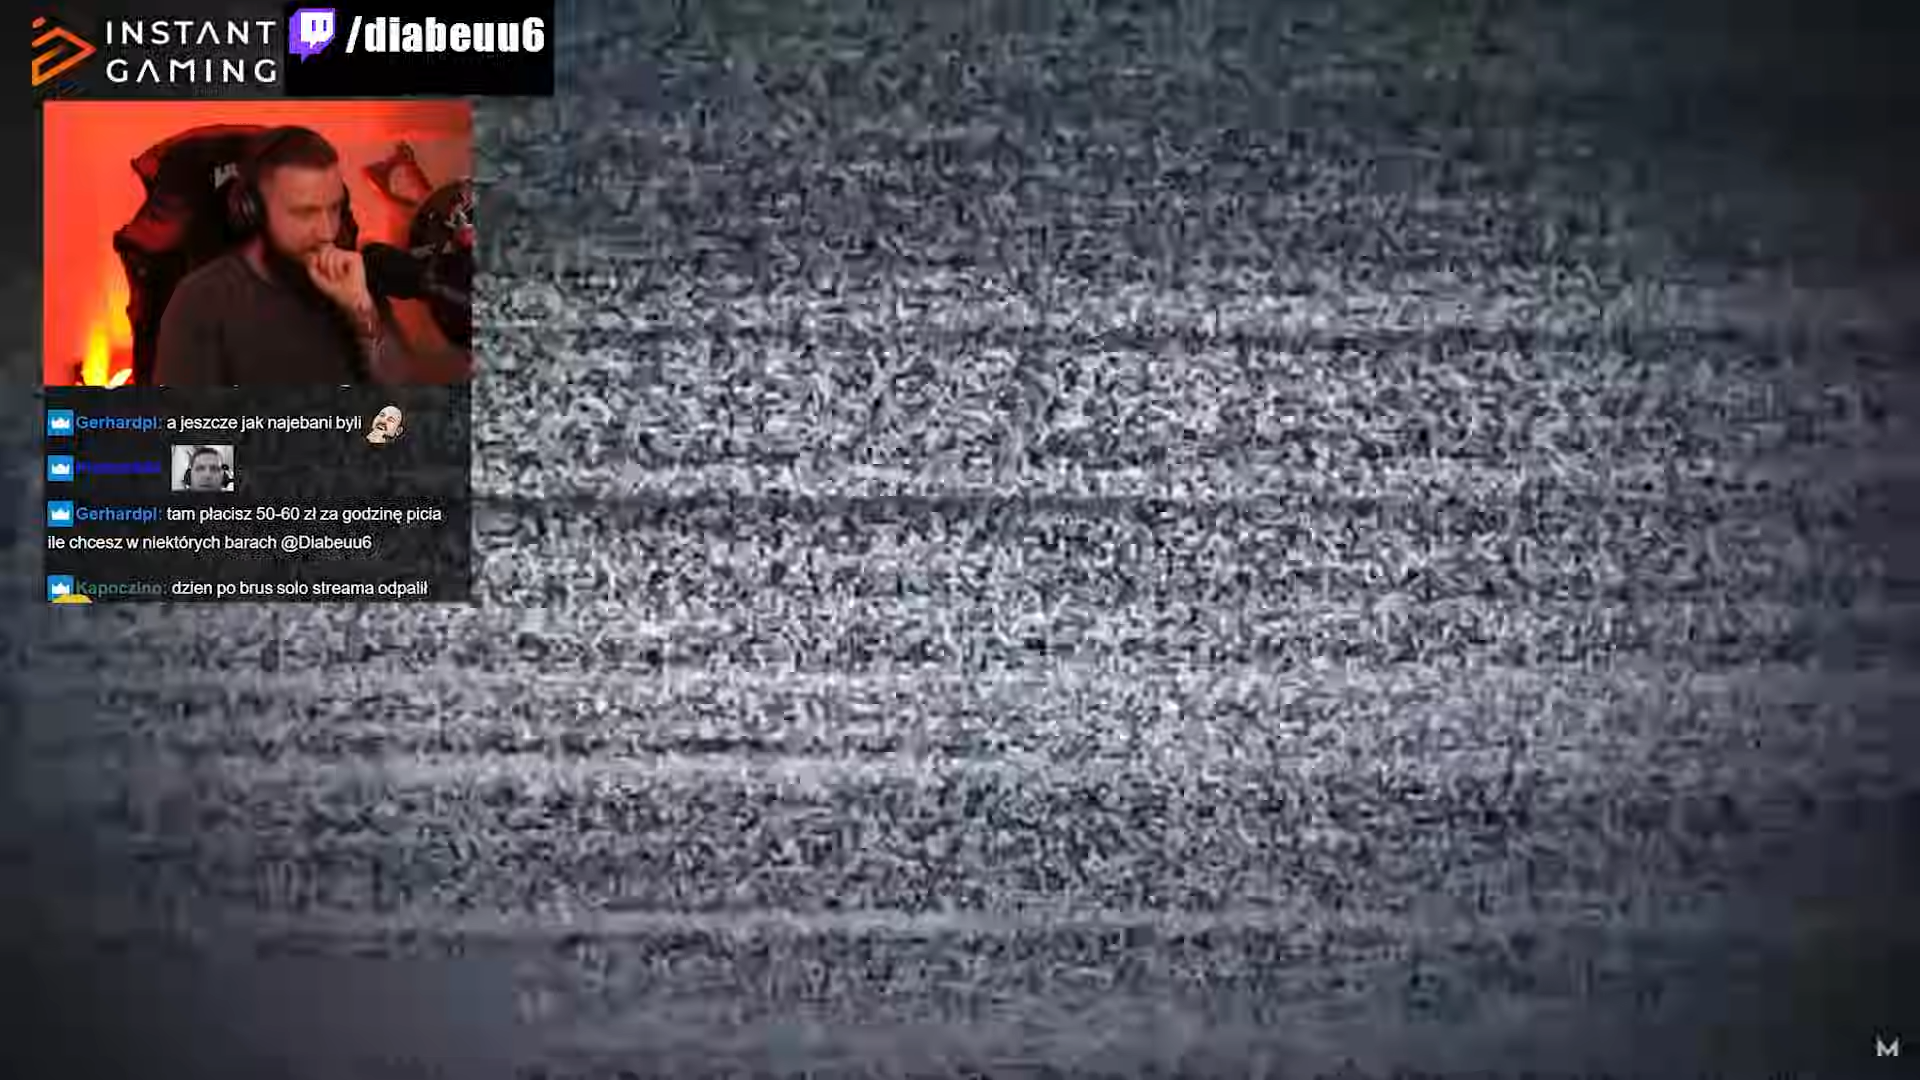 INSTANT
GAMING
/diabeuu6
Gerhardpl: a jeszcze jak najebani byli
Gerhardpl: tam płacisz 50-60 zł za godzinę picia
ile chcesz w niektórych barach @Diabeuu6
Kapoczino: dzien po brus solo streama odpalił
M